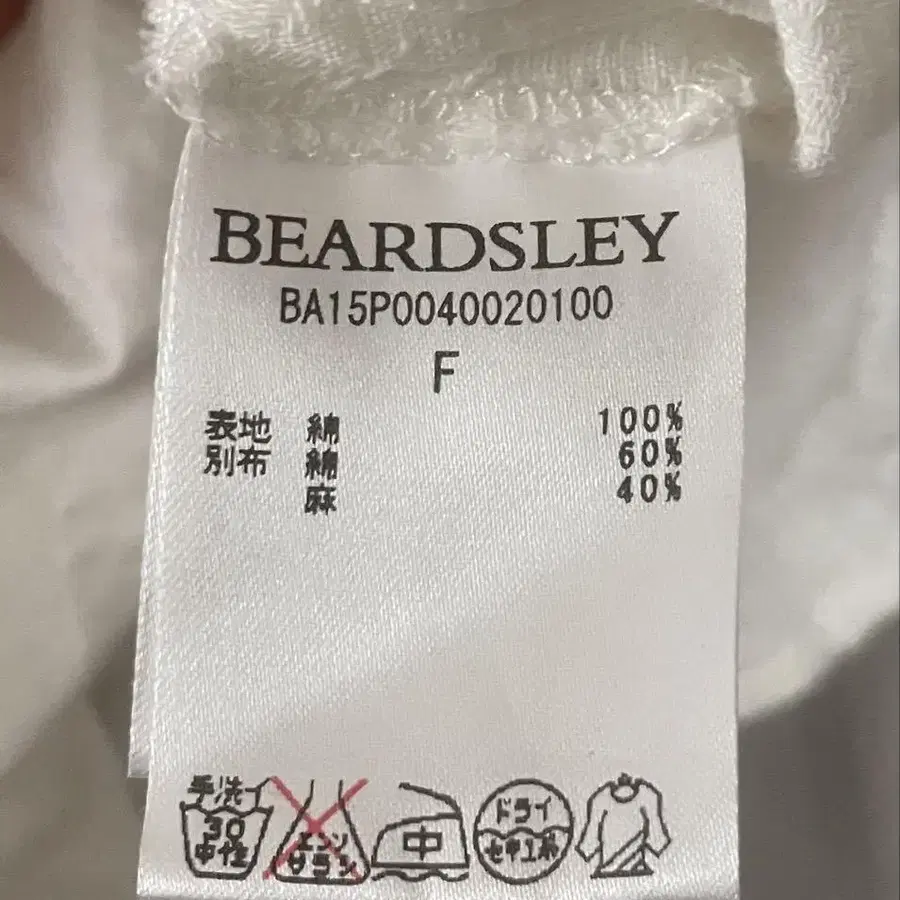 BEARDSLEY
BA15P0040020100
F
表地 綿 100%
別布 綿 60%
麻 40%
手洗イ
30
中性
エンソ
サラシ
中
ドライ
セキユ系